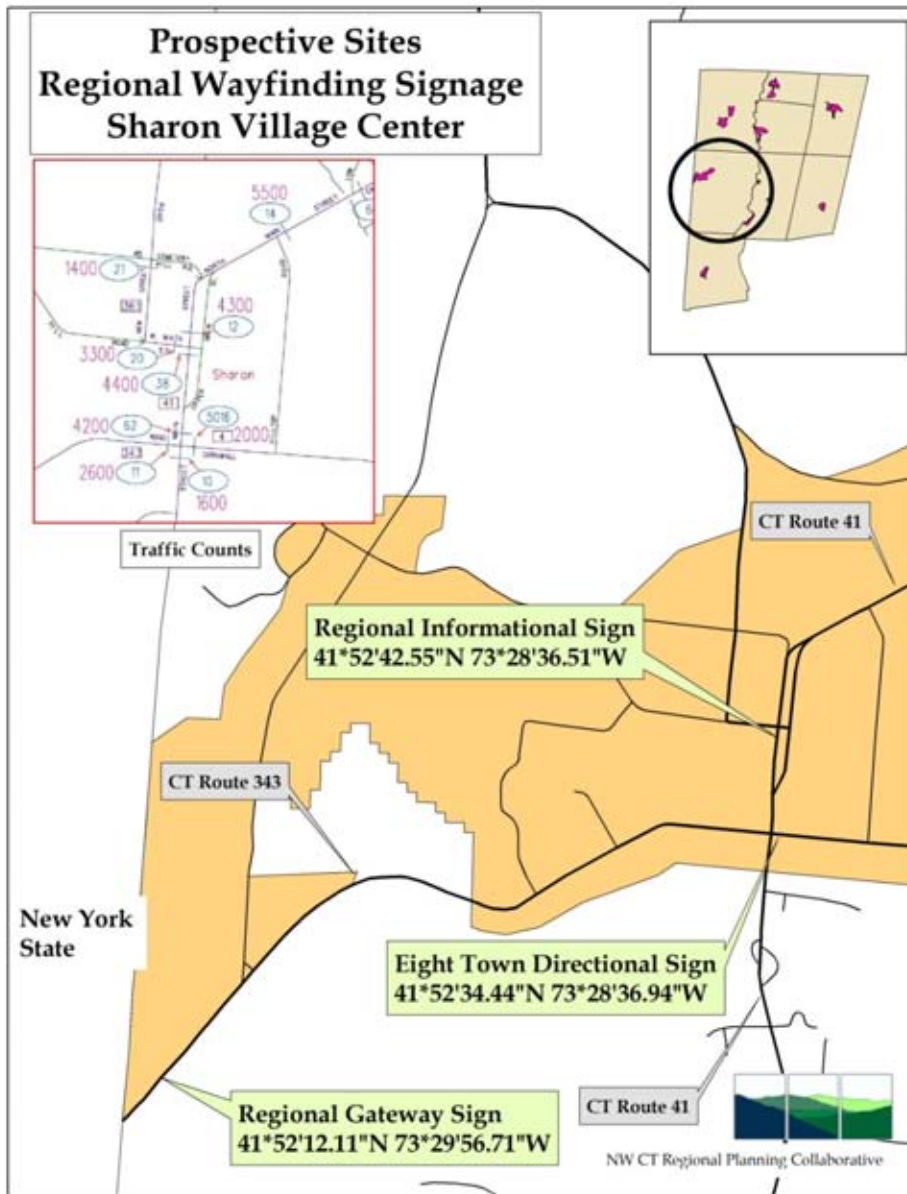 Prospective Sites
Regional Wayfinding Signage
Sharon Village Center
5500
14
1400
21
4300
12
3300
20
Sharon
4400
38
41
4200
62
5016
4
2000
343
2600
11
10
1600
Traffic Counts
CT Route 41
Regional Informational Sign
41*52'42.55"N 73*28'36.51"W
CT Route 343
New York
State
Eight Town Directional Sign
41*52'34.44"N 73*28'36.94"W
Regional Gateway Sign
41*52'12.11"N 73*29'56.71"W
CT Route 41
NW CT Regional Planning Collaborative